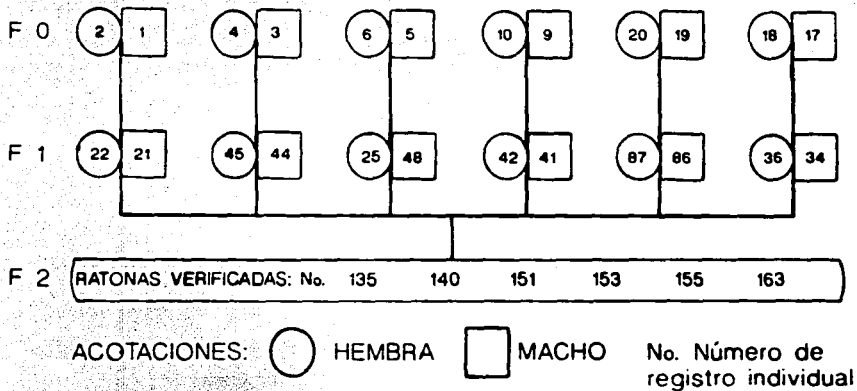 F 0 2 1 4 3 6 5 10 9 20 19 18 17
F 1 22 21 45 44 25 48 42 41 87 86 36 34
F 2 RATONAS VERIFICADAS: No. 135 140 151 153 155 163
ACOTACIONES: HEMBRA MACHO No. Número de
registro individual